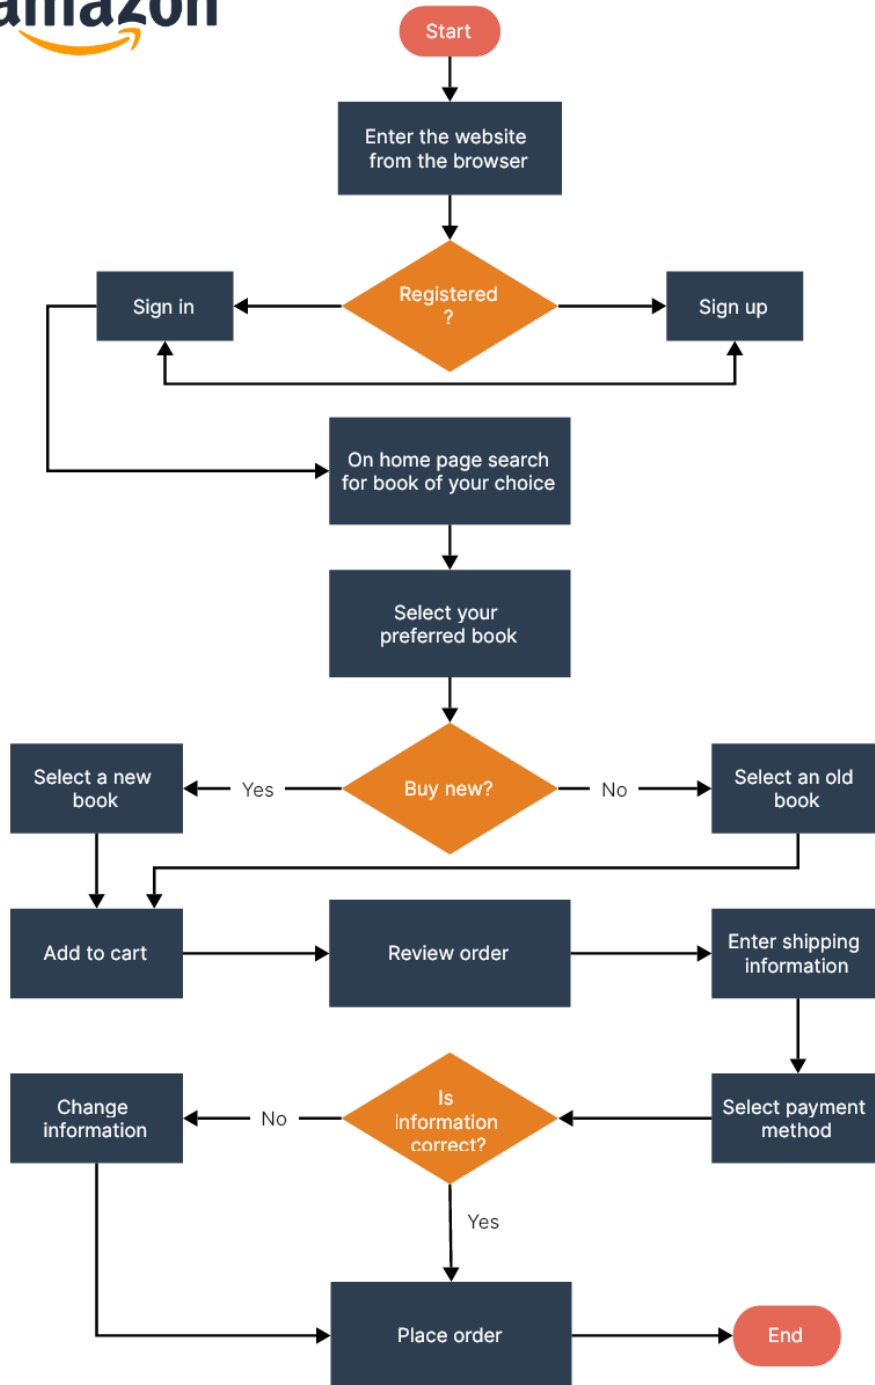 amazon
Start
Enter the website
from the browser
Registered
?
Sign in
Sign up
On home page search
for book of your choice
Select your
preferred book
Buy new?
Yes
No
Select a new
book
Select an old
book
Add to cart
Review order
Enter shipping
information
Change
information
No
Is
information
correct?
Select payment
method
Yes
Place order
End